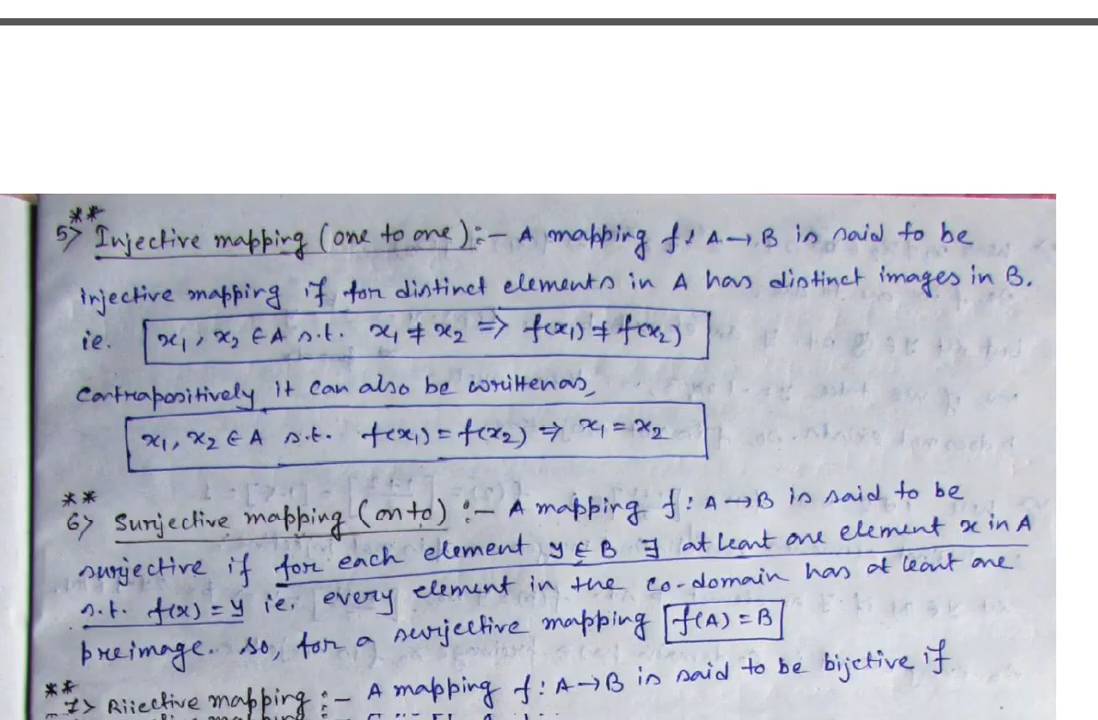 **
5> Injective mapping (one to one) :- A mapping f: A→B is said to be
injective mapping if for distinct elements in A has distinct images in B.
ie. x₁, x₂ ∈ A s.t. x₁ ≠ x₂ => f(x₁) ≠ f(x₂)
Contrapositively it can also be written as,
x₁, x₂ ∈ A s.t. f(x₁) = f(x₂) => x₁ = x₂
**
6> Surjective mapping (onto) :- A mapping f: A→B is said to be
surjective if for each element y ∈ B ∃ at least one element x in A
s.t. f(x) = y ie. every element in the co-domain has at least one
preimage. so, for a surjective mapping f(A) = B
**
7> Bijective mapping :- A mapping f: A→B is said to be bijctive if